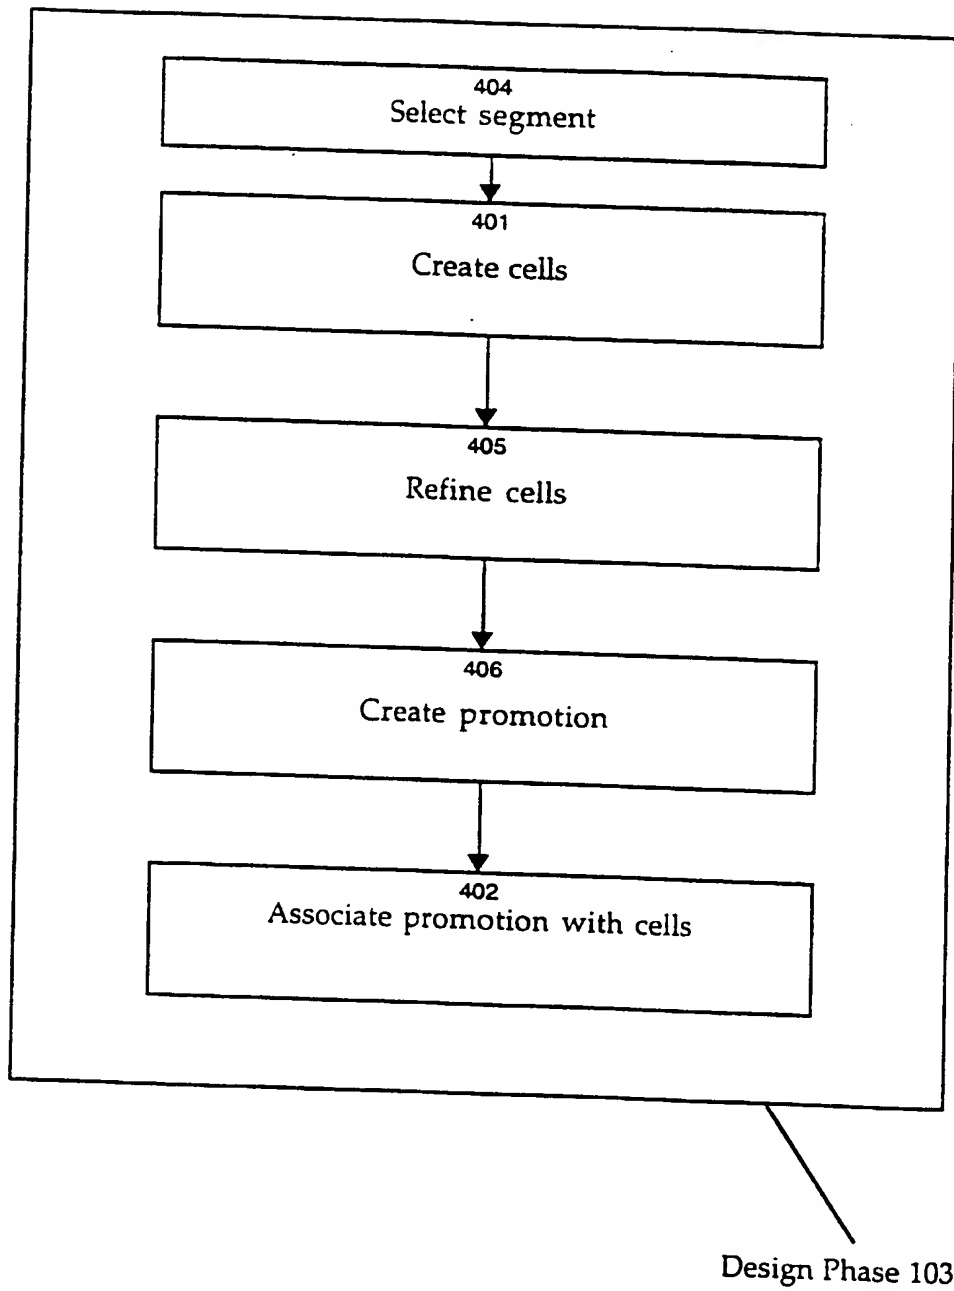 404
Select segment
401
Create cells
405
Refine cells
406
Create promotion
402
Associate promotion with cells
Design Phase 103